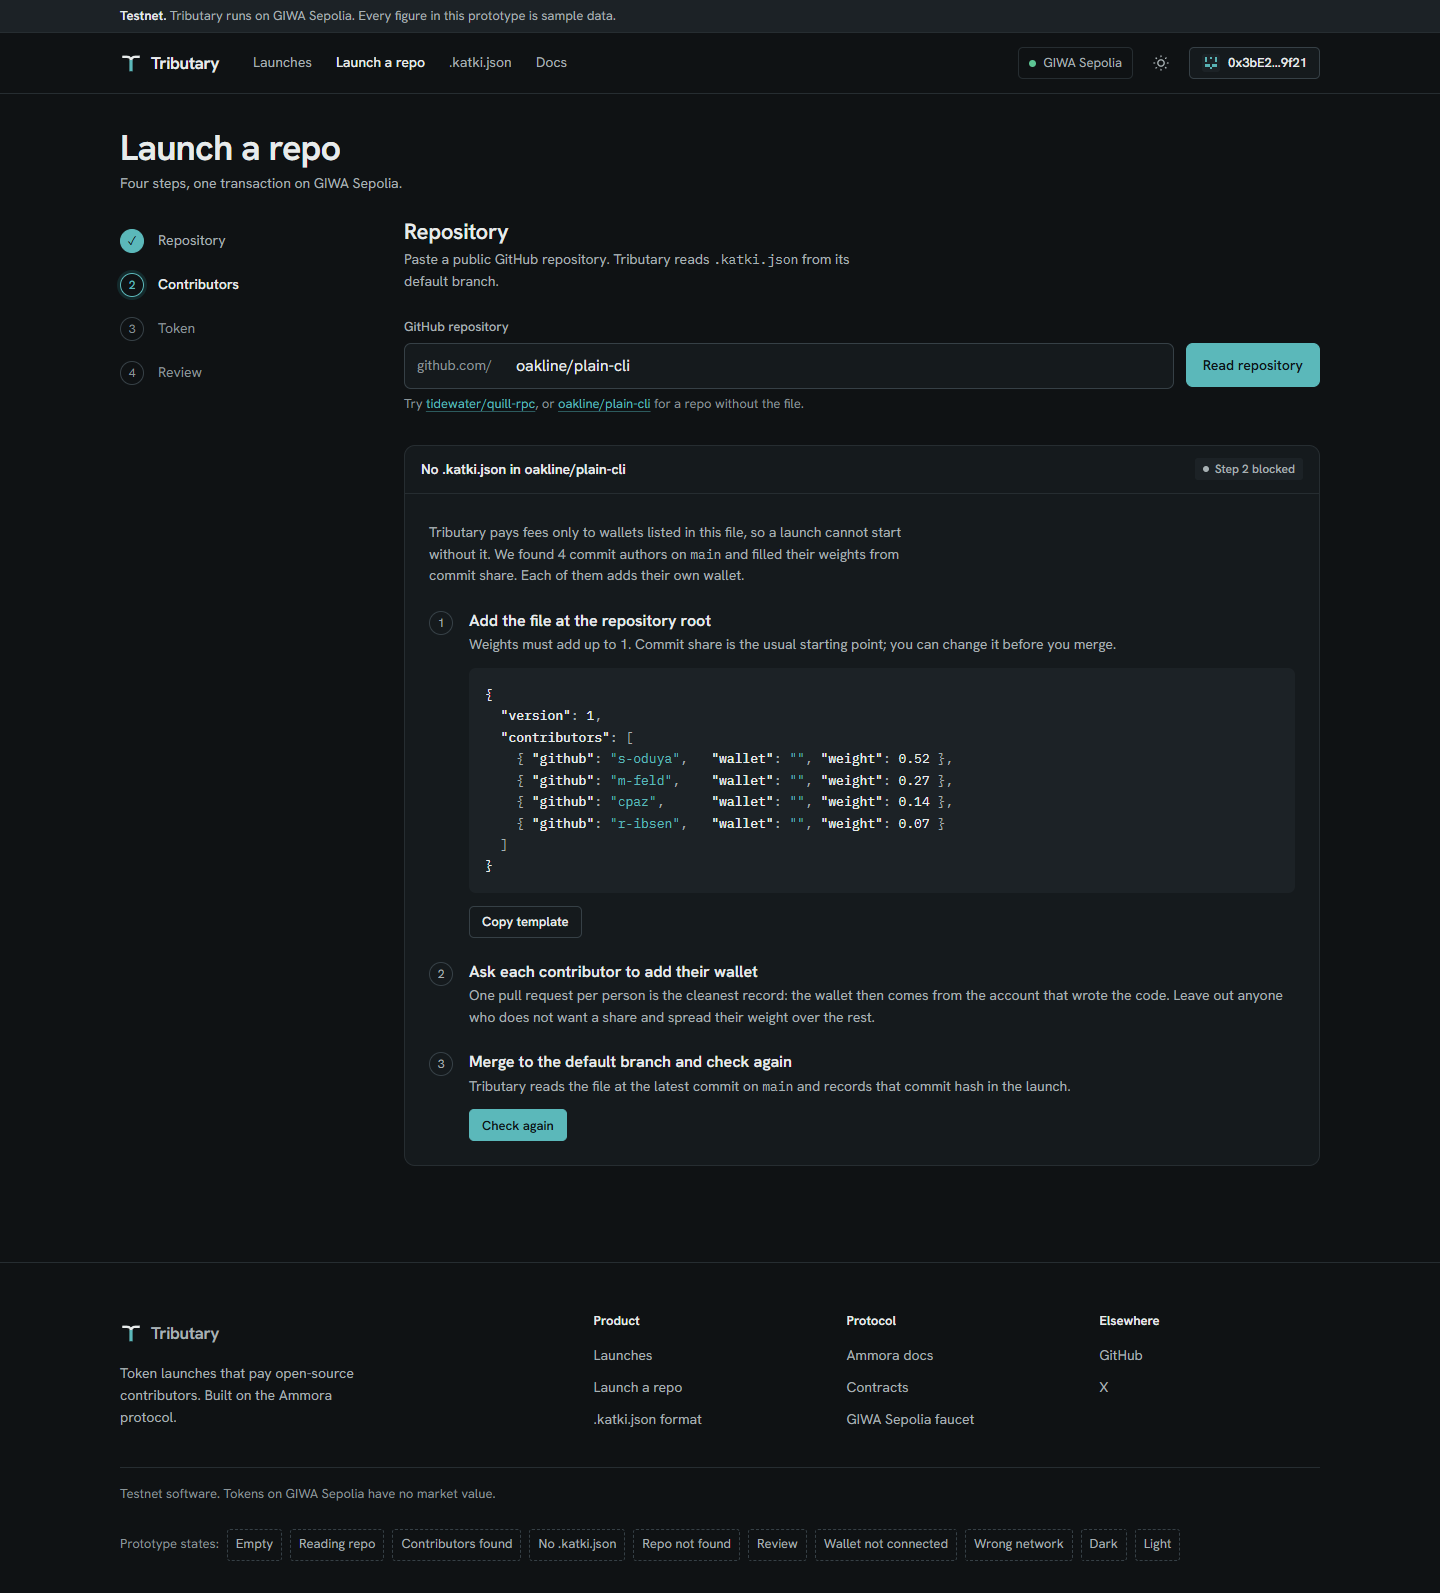 Testnet. Tributary runs on GIWA Sepolia. Every figure in this prototype is sample data.
Tributary
Launches
Launch a repo
.katki.json
Docs
GIWA Sepolia
0x3bE2…9f21
Launch a repo
Four steps, one transaction on GIWA Sepolia.
✓ Repository
2 Contributors
3 Token
4 Review
Repository
Paste a public GitHub repository. Tributary reads .katki.json from its
default branch.
GitHub repository
github.com/ oakline/plain-cli
Read repository
Try tidewater/quill-rpc, or oakline/plain-cli for a repo without the file.
No .katki.json in oakline/plain-cli
Step 2 blocked
Tributary pays fees only to wallets listed in this file, so a launch cannot start
without it. We found 4 commit authors on main and filled their weights from
commit share. Each of them adds their own wallet.
1 Add the file at the repository root
Weights must add up to 1. Commit share is the usual starting point; you can change it before you merge.
{
  "version": 1,
  "contributors": [
    { "github": "s-oduya",   "wallet": "", "weight": 0.52 },
    { "github": "m-feld",    "wallet": "", "weight": 0.27 },
    { "github": "cpaz",      "wallet": "", "weight": 0.14 },
    { "github": "r-ibsen",   "wallet": "", "weight": 0.07 }
  ]
}
Copy template
2 Ask each contributor to add their wallet
One pull request per person is the cleanest record: the wallet then comes from the account that wrote the code. Leave out anyone
who does not want a share and spread their weight over the rest.
3 Merge to the default branch and check again
Tributary reads the file at the latest commit on main and records that commit hash in the launch.
Check again
Tributary
Token launches that pay open-source
contributors. Built on the Ammora
protocol.
Product
Launches
Launch a repo
.katki.json format
Protocol
Ammora docs
Contracts
GIWA Sepolia faucet
Elsewhere
GitHub
X
Testnet software. Tokens on GIWA Sepolia have no market value.
Prototype states: Empty Reading repo Contributors found No .katki.json Repo not found Review Wallet not connected Wrong network Dark Light